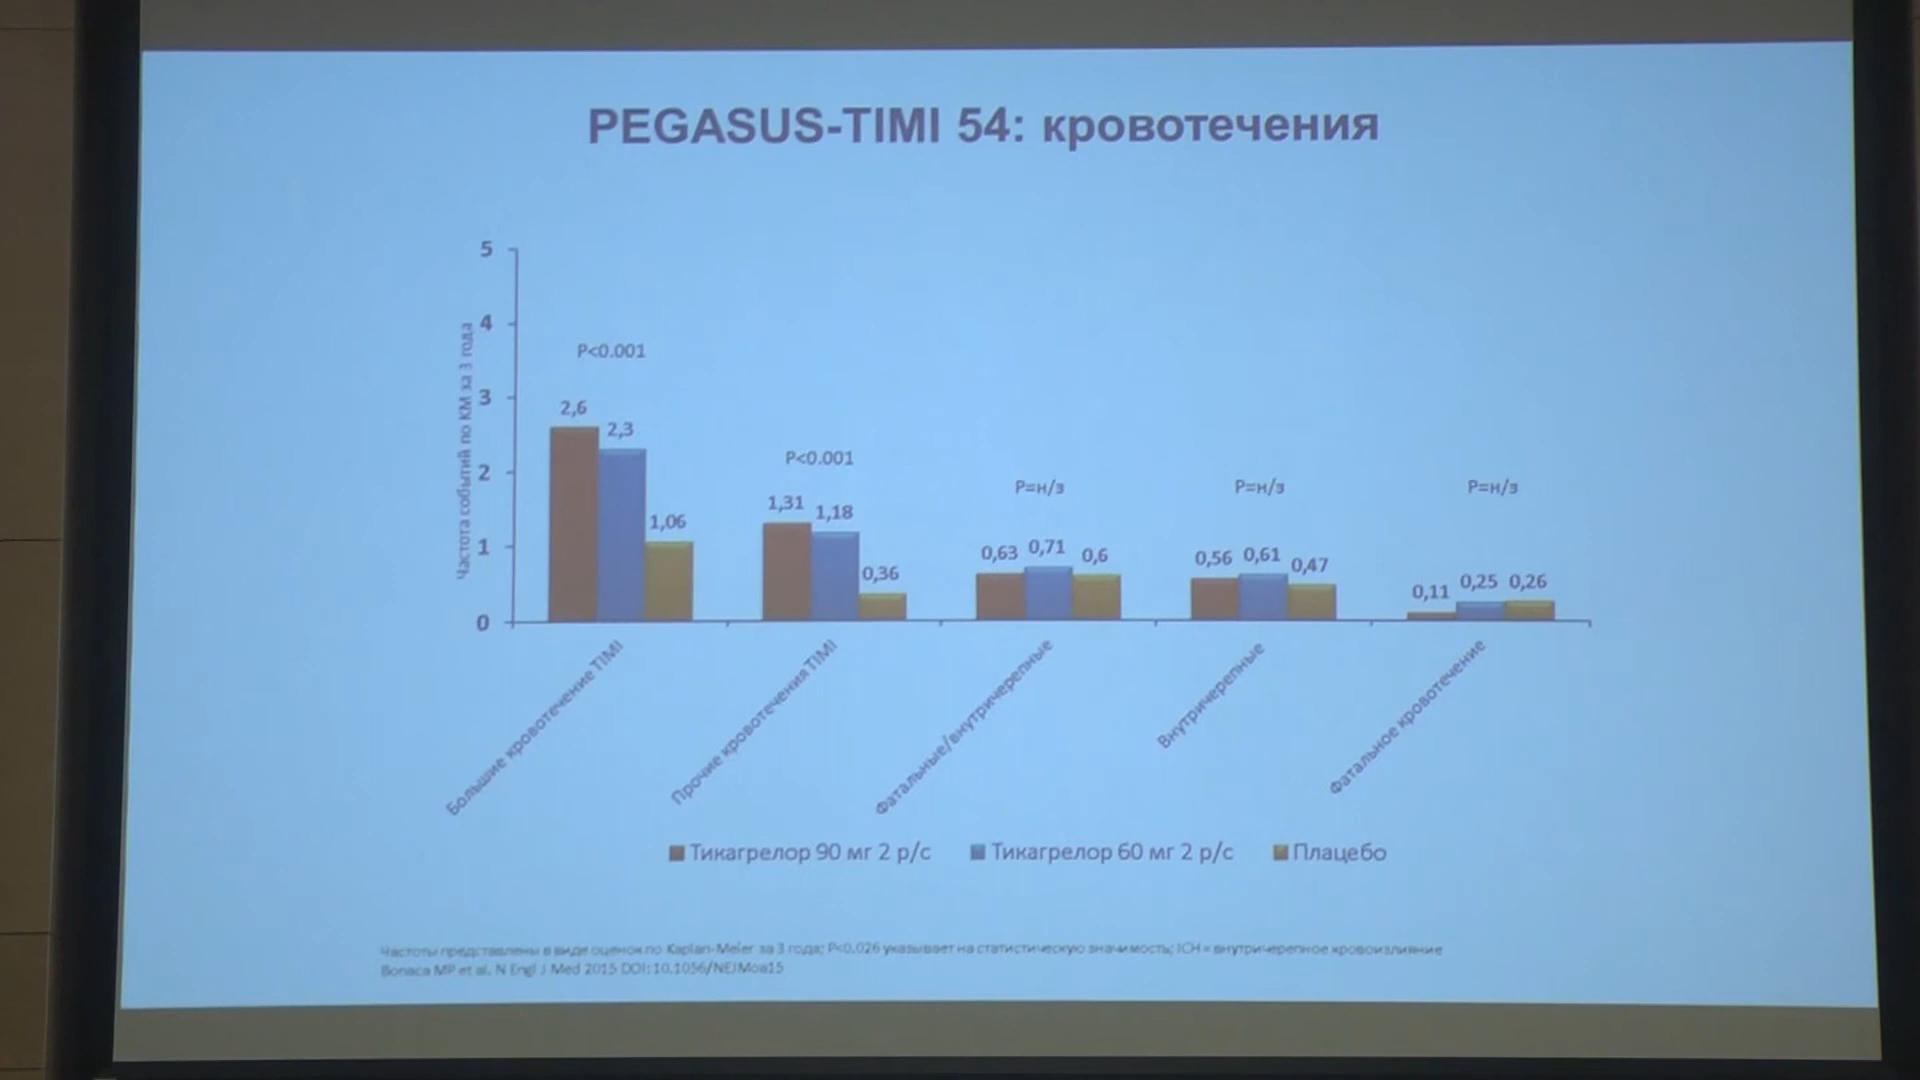 PEGASUS-TIMI 54: кровотечения
Частота событий по КМ за 3 года
5
4
3
2
1
0
P<0.001
2,6
2,3
1,06
P<0.001
1,31
1,18
0,36
P=н/з
0,63
0,71
0,6
P=н/з
0,56
0,61
0,47
P=н/з
0,11
0,25
0,26
Большие кровотечение TIMI
Прочие кровотечения TIMI
Фатальные/внутричерепные
Внутричерепные
Фатальное кровотечение
Тикагрелор 90 мг 2 р/с
Тикагрелор 60 мг 2 р/с
Плацебо
Частоты представлены в виде оценок по Kaplan-Meier за 3 года; P<0.026 указывает на статистическую значимость; ICH = внутричерепное кровоизлияние
Bonaca MP et al. N Engl J Med 2015 DOI:10.1056/NEJMoa15